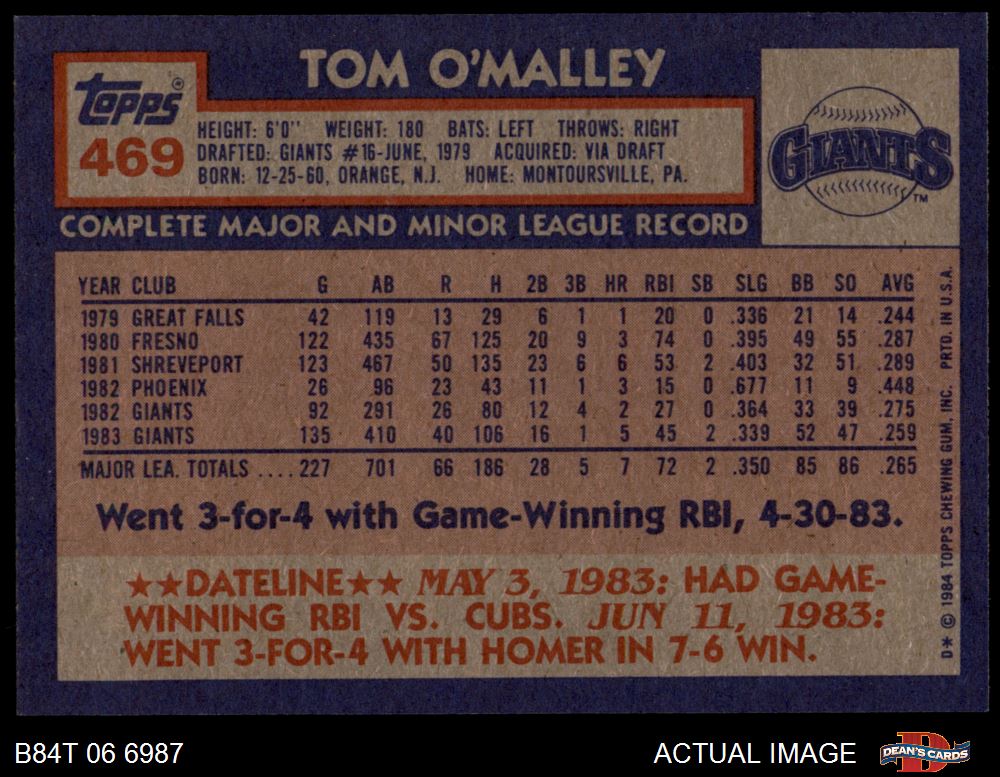 TOM O'MALLEY
Topps®
469
HEIGHT: 6'0" WEIGHT: 180 BATS: LEFT THROWS: RIGHT
DRAFTED: GIANTS #16-JUNE, 1979 ACQUIRED: VIA DRAFT
BORN: 12-25-60, ORANGE, N.J. HOME: MONTOURSVILLE, PA.
GIANTS
TM
COMPLETE MAJOR AND MINOR LEAGUE RECORD
YEAR CLUB G AB R H 2B 3B HR RBI SB SLG BB SO AVG
1979 GREAT FALLS 42 119 13 29 6 1 1 20 0 .336 21 14 .244
1980 FRESNO 122 435 67 125 20 9 3 74 0 .395 49 55 .287
1981 SHREVEPORT 123 467 50 135 23 6 6 53 2 .403 32 51 .289
1982 PHOENIX 26 96 23 43 11 1 3 15 0 .677 11 9 .448
1982 GIANTS 92 291 26 80 12 4 2 27 0 .364 33 39 .275
1983 GIANTS 135 410 40 106 16 1 5 45 2 .339 52 47 .259
MAJOR LEA. TOTALS ....227 701 66 186 28 5 7 72 2 .350 85 86 .265
Went 3-for-4 with Game-Winning RBI, 4-30-83.
★★DATELINE★★ MAY 3, 1983: HAD GAME-
WINNING RBI VS. CUBS. JUN 11, 1983:
WENT 3-FOR-4 WITH HOMER IN 7-6 WIN.
D* © 1984 TOPPS CHEWING GUM, INC. PRTD. IN U.S.A.
B84T 06 6987
ACTUAL IMAGE
D
DEAN'S CARDS